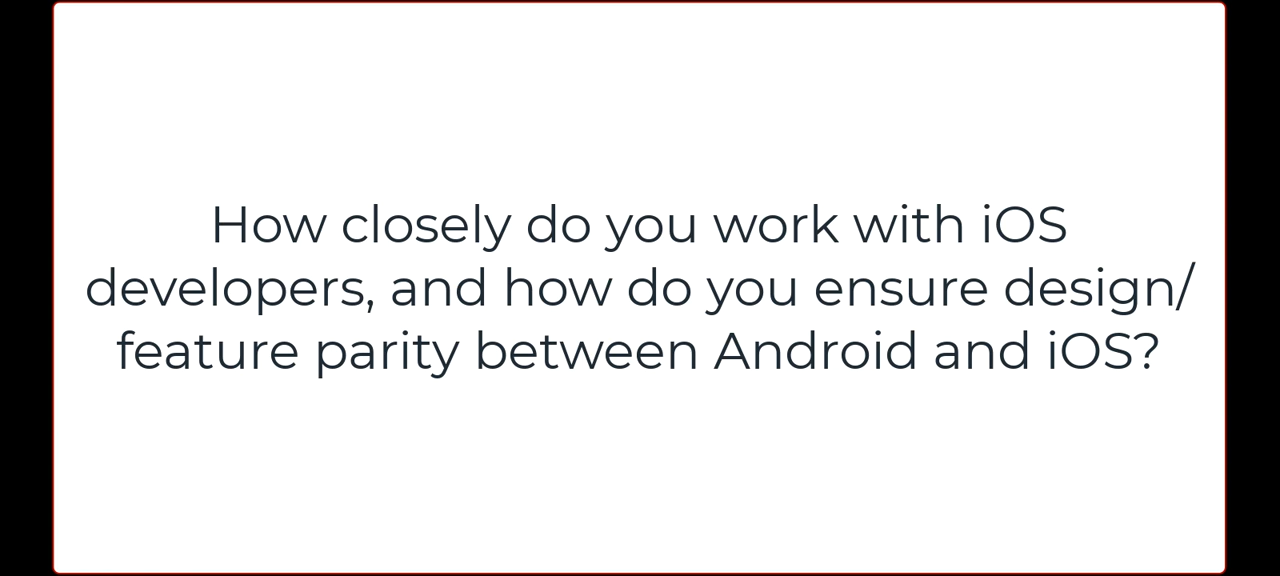 How closely do you work with iOS
developers, and how do you ensure design/
feature parity between Android and iOS?